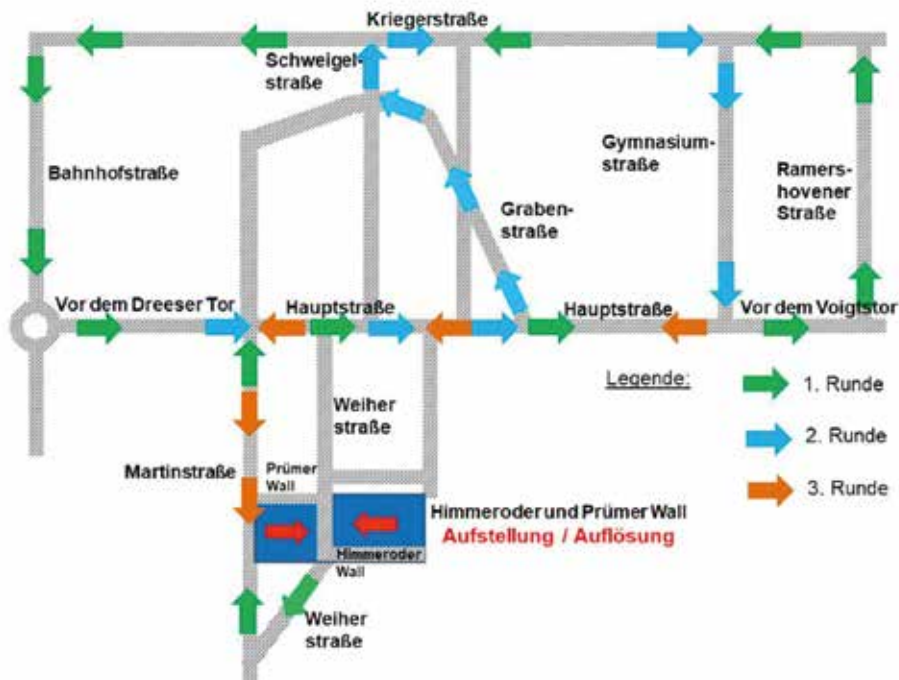 Kriegerstraße
Schweigel-
straße
Bahnhofstraße
Gymnasium-
straße
Ramers-
hovener
Straße
Graben-
straße
Vor dem Dreeser Tor
Hauptstraße
Hauptstraße
Vor dem Voigtstor
Legende:
1. Runde
2. Runde
3. Runde
Weiher
straße
Martinstraße
Prümer
Wall
Himmeroder und Prümer Wall
Aufstellung / Auflösung
Himmeroder
Wall
Weiher
straße